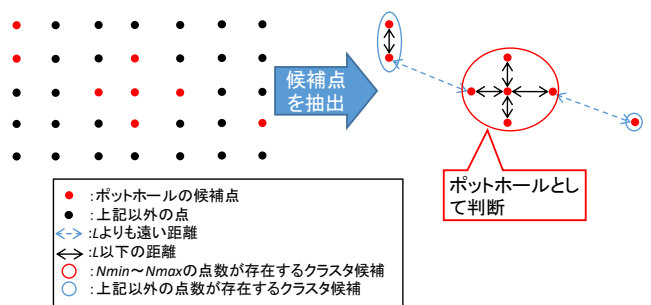 候補点
を抽出
ポットホールとし
て判断
:ポットホールの候補点
:上記以外の点
:Lよりも遠い距離
:L以下の距離
:Nmin～Nmaxの点数が存在するクラスタ候補
:上記以外の点数が存在するクラスタ候補